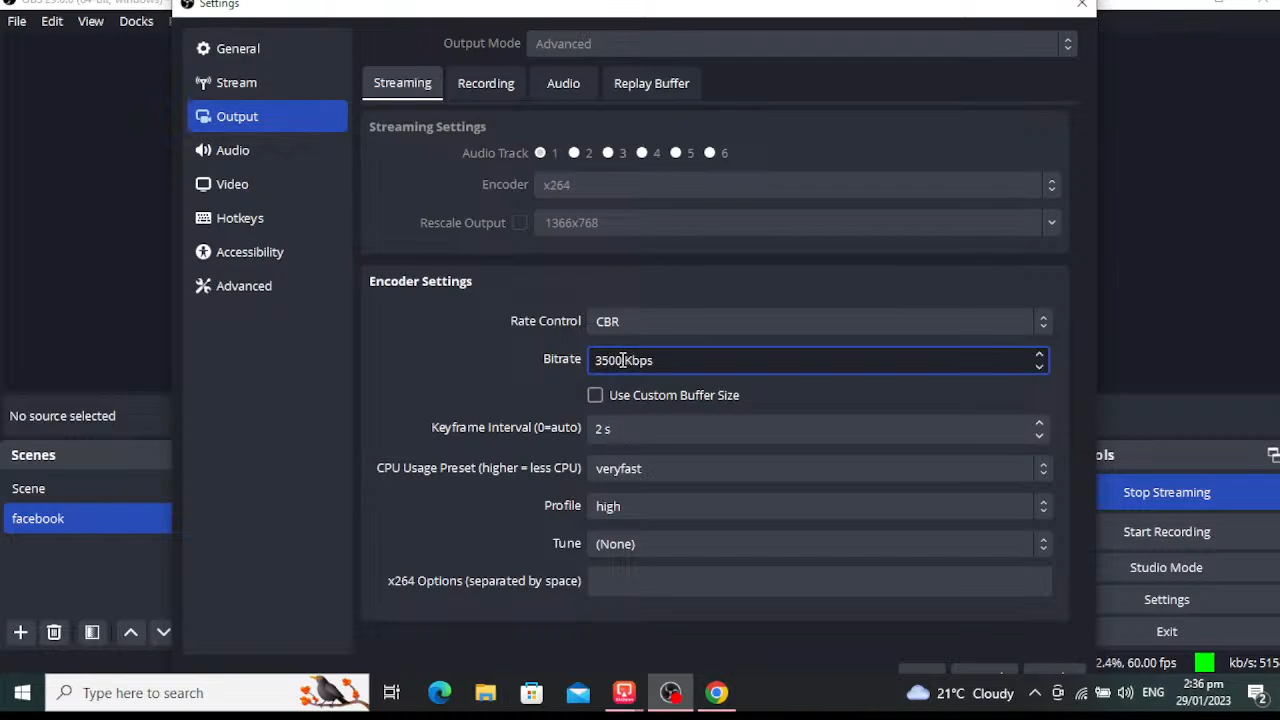 Settings
File Edit View Docks
General
Stream
Output
Audio
Video
Hotkeys
Accessibility
Advanced
Output Mode Advanced
Streaming Recording Audio Replay Buffer
Streaming Settings
Audio Track 1 2 3 4 5 6
Encoder x264
Rescale Output 1366x768
Encoder Settings
Rate Control CBR
Bitrate 3500 Kbps
Use Custom Buffer Size
Keyframe Interval (0=auto) 2 s
CPU Usage Preset (higher = less CPU) veryfast
Profile high
Tune (None)
x264 Options (separated by space)
No source selected
Scenes
Scene
facebook
ols
Stop Streaming
Start Recording
Studio Mode
Settings
Exit
2.4%, 60.00 fps kb/s: 515
Type here to search
21°C Cloudy
ENG
2:36 pm
29/01/2023
2